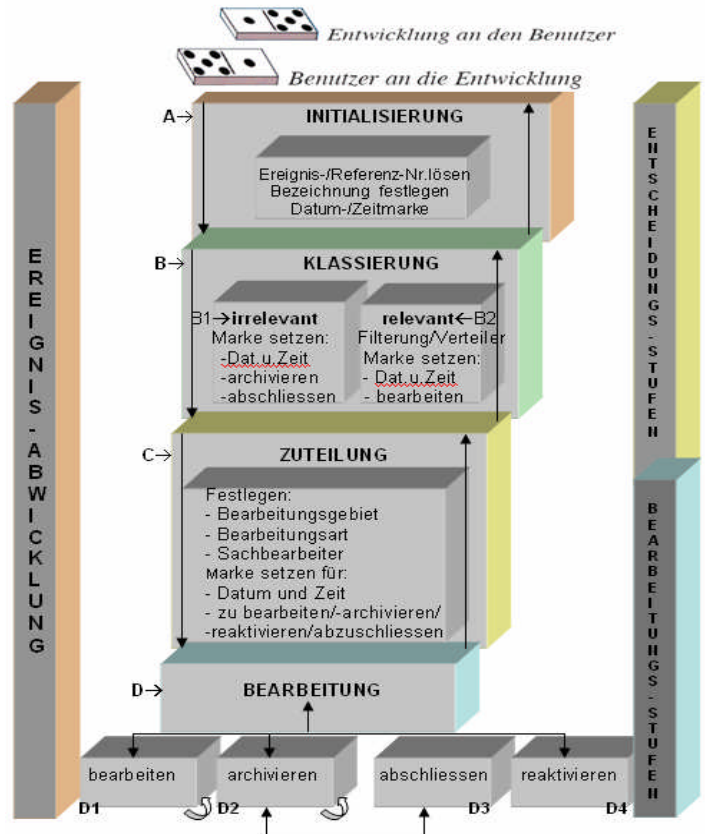 Entwicklung an den Benutzer
Benutzer an die Entwicklung
A→ INITIALISIERUNG
Ereignis-/Referenz-Nr.lösen
Bezeichnung festlegen
Datum-/Zeitmarke
B→ KLASSIERUNG
B1→irrelevant
Marke setzen:
-Dat.u.Zeit
-archivieren
-abschliessen
relevant←B2
Filterung/Verteiler
Marke setzen:
- Dat.u.Zeit
- bearbeiten
C→ ZUTEILUNG
Festlegen:
- Bearbeitungsgebiet
- Bearbeitungsart
- Sachbearbeiter
Marke setzen für:
- Datum und Zeit
- zu bearbeiten/-archivieren/
-reaktivieren/abzuschliessen
D→ BEARBEITUNG
bearbeiten
D1
archivieren
D2
abschliessen
D3
reaktivieren
D4
EREIGNIS-ABWICKLUNG
ENTSCHEIDUNGS-STUFEN
BEARBEITUNGS-STUFEN